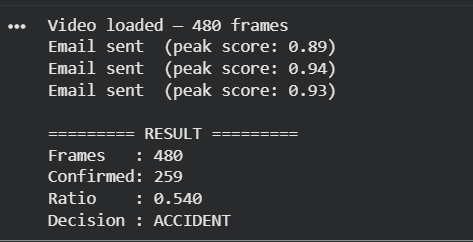 Video loaded — 480 frames
Email sent  (peak score: 0.89)
Email sent  (peak score: 0.94)
Email sent  (peak score: 0.93)
========= RESULT =========
Frames   : 480
Confirmed: 259
Ratio    : 0.540
Decision : ACCIDENT